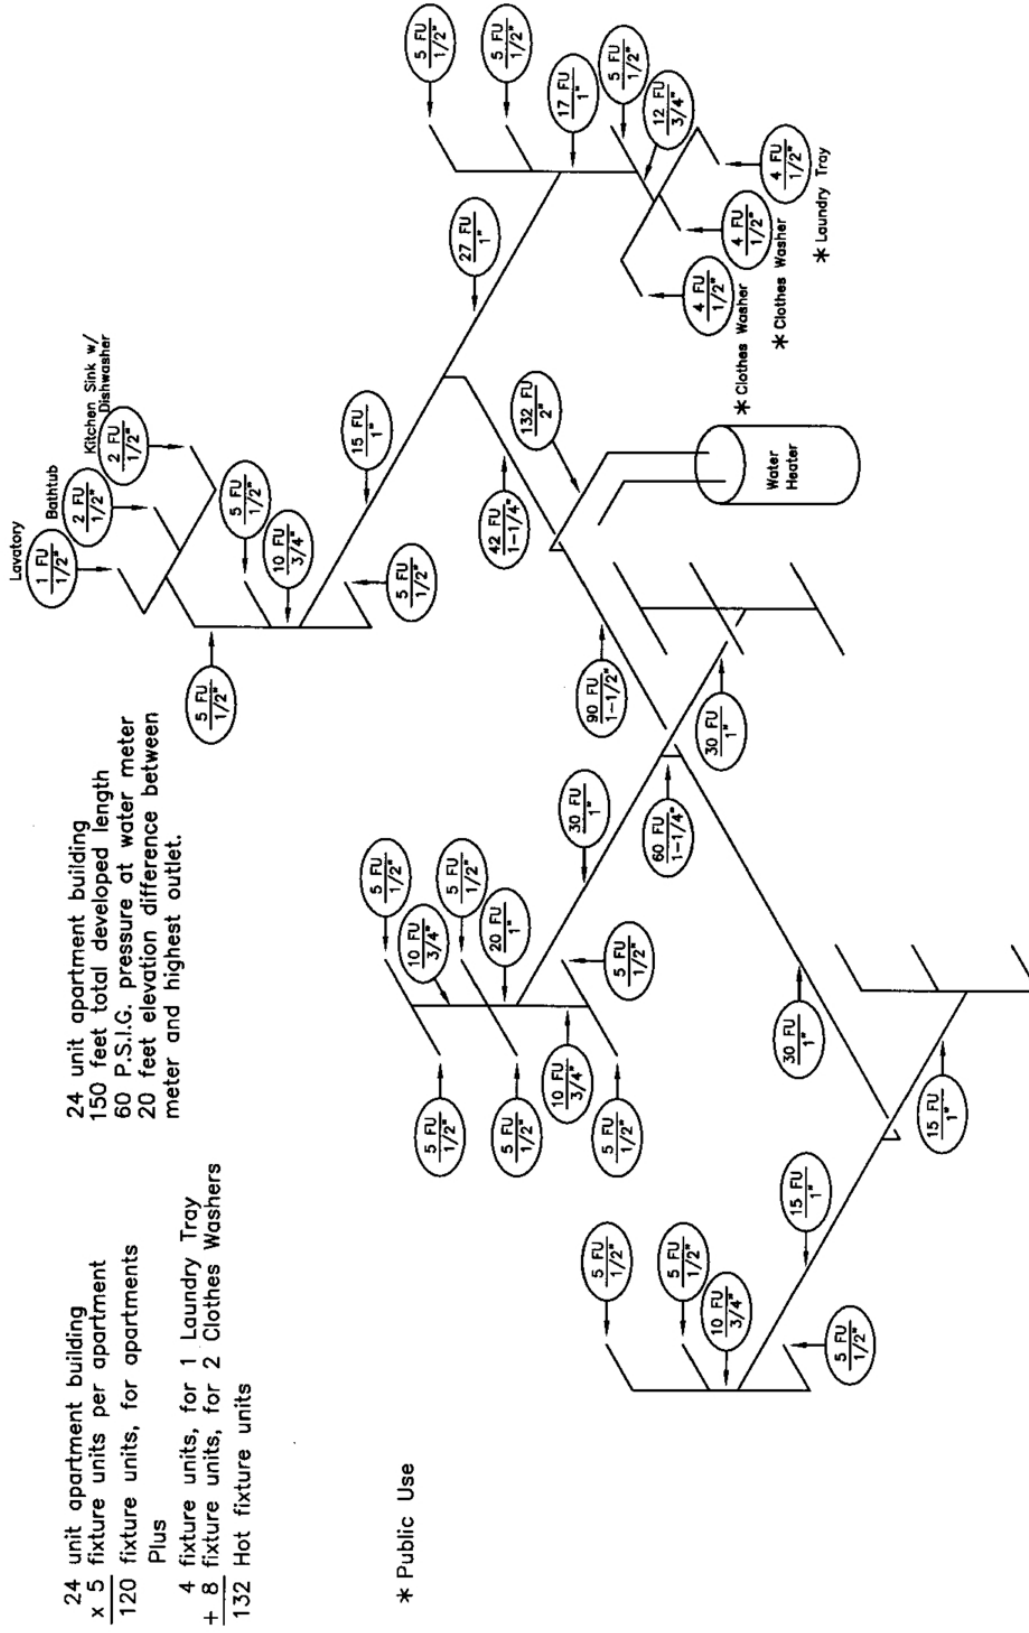 24 unit apartment building
x 5 fixture units per apartment
120 fixture units, for apartments
Plus
4 fixture units, for 1 Laundry Tray
+ 8 fixture units, for 2 Clothes Washers
132 Hot fixture units
* Public Use
24 unit apartment building
150 feet total developed length
60 P.S.I.G. pressure at water meter
20 feet elevation difference between
meter and highest outlet.
5 FU
1/2"
5 FU
1/2"
10 FU
3/4"
5 FU
1/2"
15 FU
1"
15 FU
1"
30 FU
1"
5 FU
1/2"
5 FU
1/2"
5 FU
1/2"
10 FU
3/4"
5 FU
1/2"
10 FU
3/4"
5 FU
1/2"
20 FU
1"
5 FU
1/2"
30 FU
1"
60 FU
1-1/4"
30 FU
1"
90 FU
1-1/2"
5 FU
1/2"
Lavatory
1 FU
1/2"
Bathtub
2 FU
1/2"
Kitchen Sink w/
Dishwasher
2 FU
1/2"
5 FU
1/2"
10 FU
3/4"
5 FU
1/2"
15 FU
1"
42 FU
1-1/4"
132 FU
2"
Water
Heater
27 FU
1"
5 FU
1/2"
5 FU
1/2"
17 FU
1"
5 FU
1/2"
12 FU
3/4"
4 FU
1/2"
* Clothes Washer
4 FU
1/2"
* Clothes Washer
4 FU
1/2"
* Laundry Tray